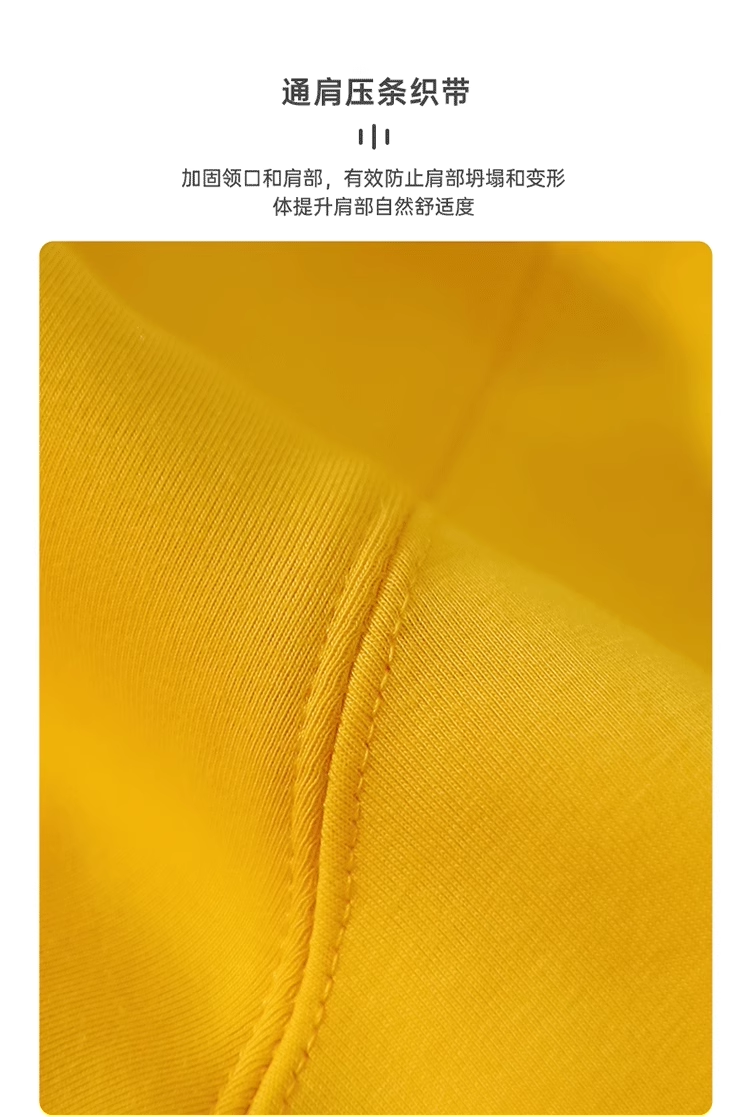 通肩压条织带
加固领口和肩部，有效防止肩部坍塌和变形
体提升肩部自然舒适度